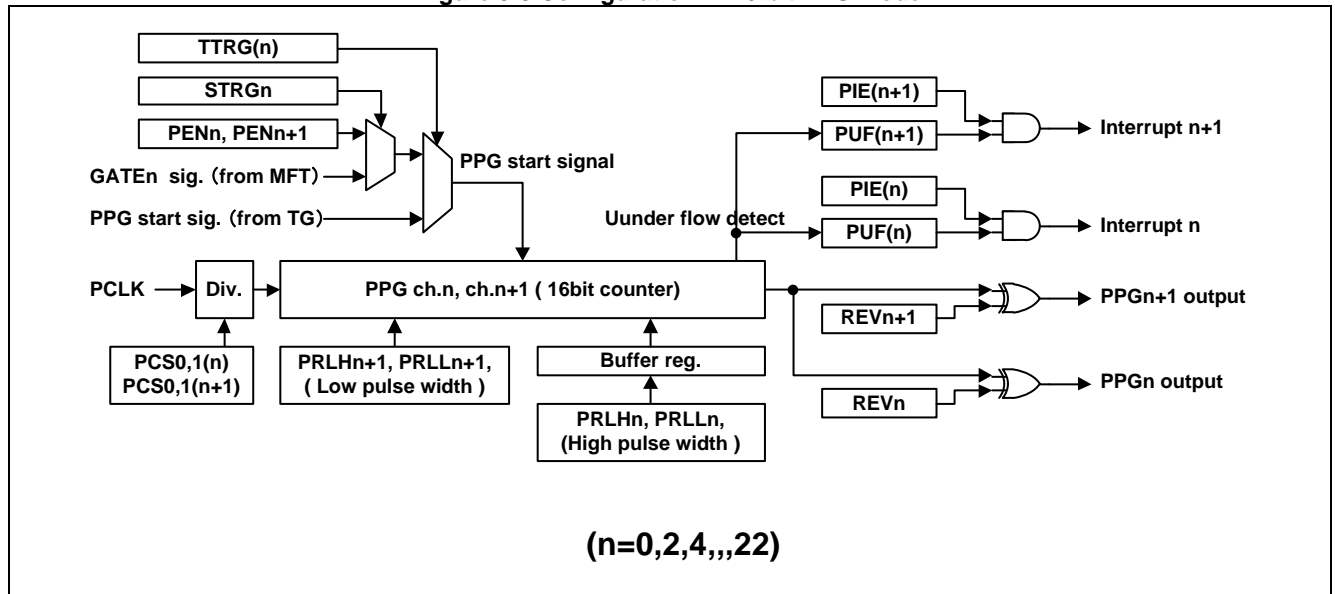 TTRG(n)
STRGn
PENn, PENn+1
GATEn sig. (from MFT)
PPG start sig. (from TG)
PPG start signal
PIE(n+1)
PUF(n+1)
Interrupt n+1
PIE(n)
PUF(n)
Interrupt n
Uunder flow detect
PCLK
Div.
PPG ch.n, ch.n+1 ( 16bit counter)
PPGn+1 output
REVn+1
PPGn output
REVn
PCS0,1(n)
PCS0,1(n+1)
PRLHn+1, PRLLn+1,
( Low pulse width )
Buffer reg.
PRLHn, PRLLn,
(High pulse width )
(n=0,2,4,,,22)